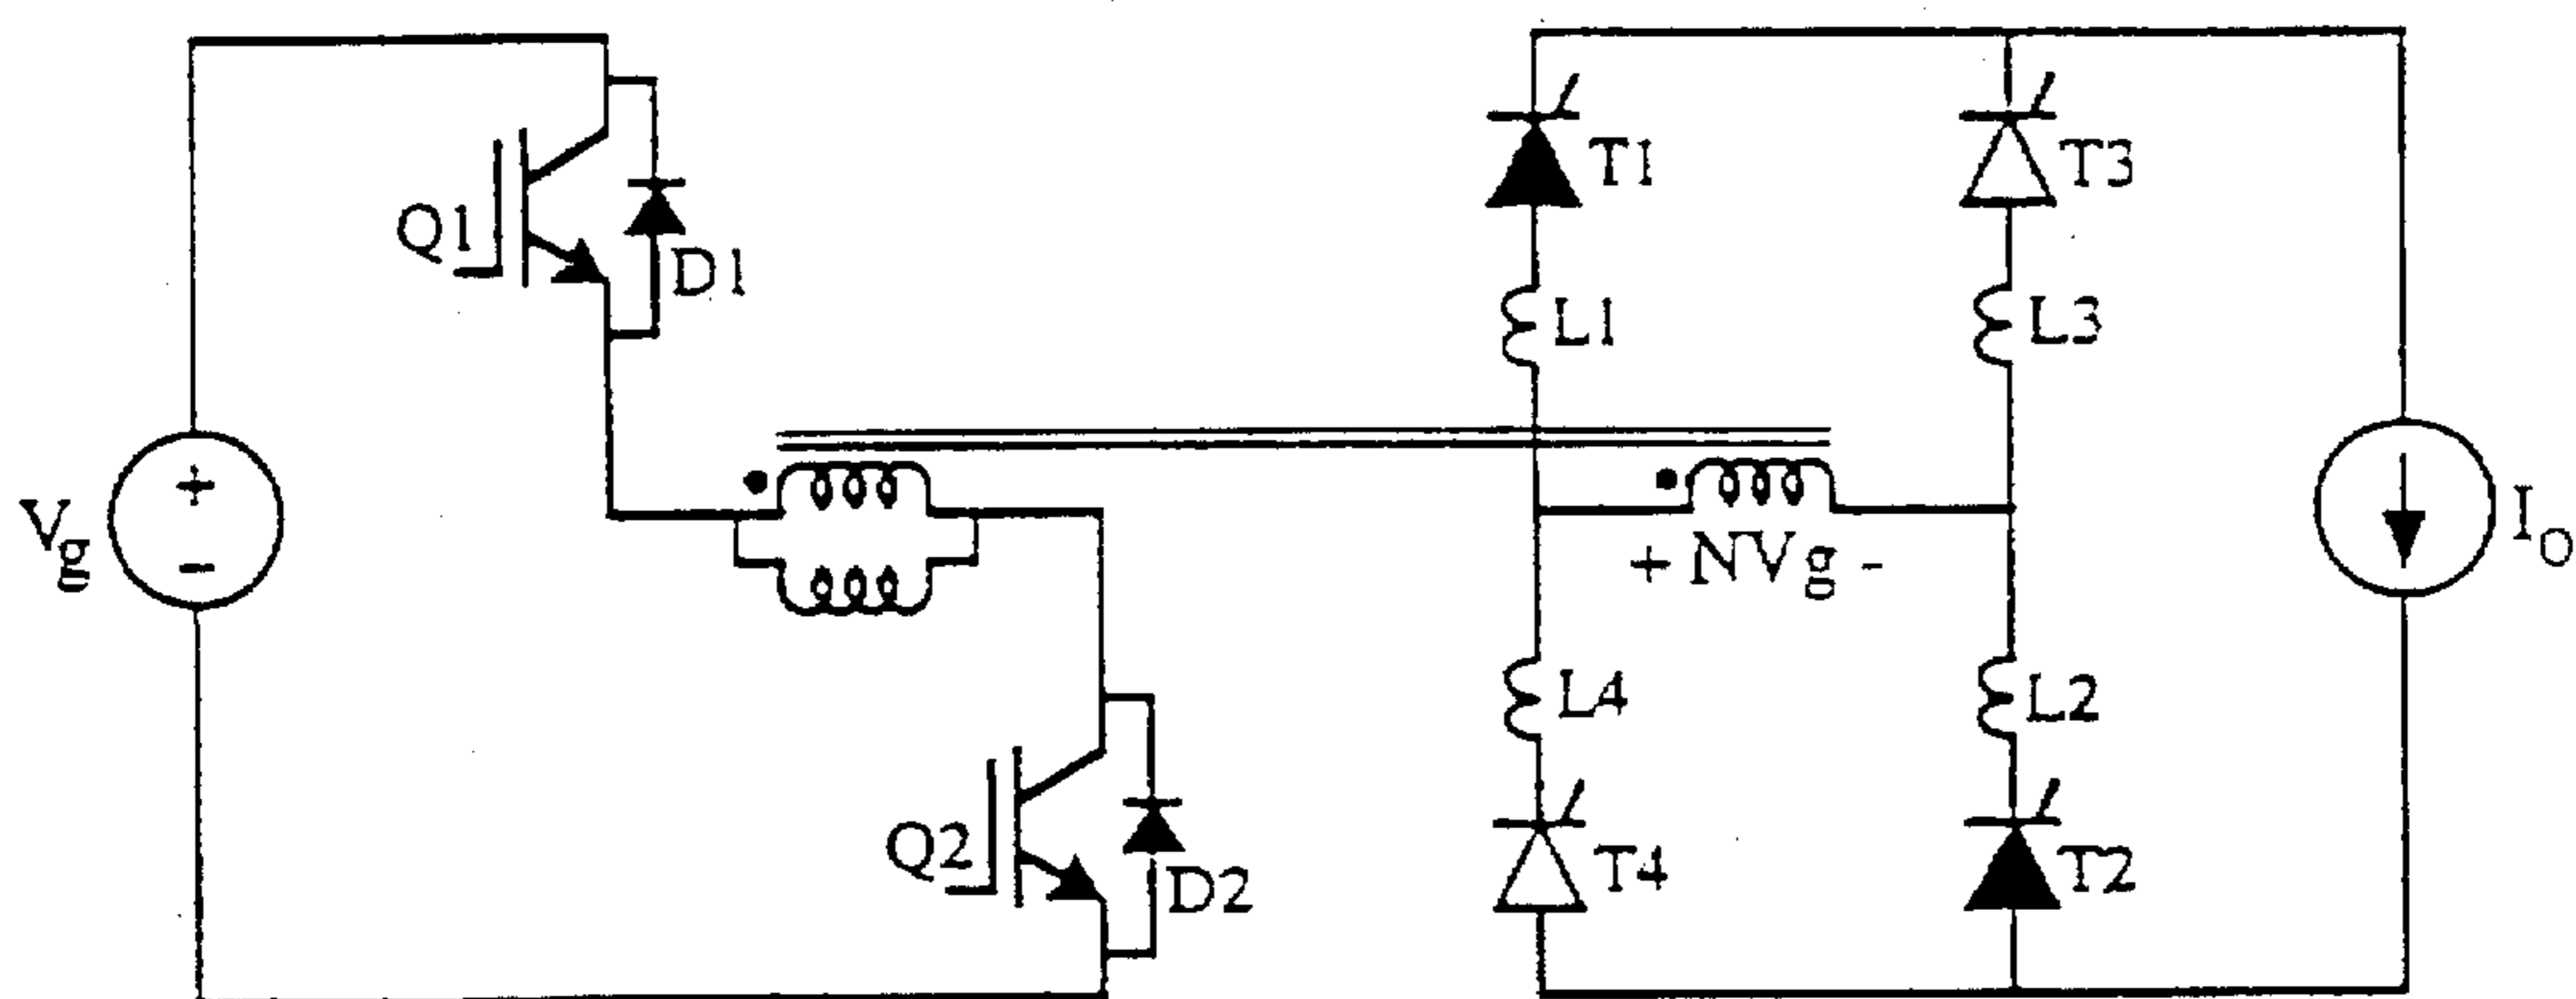 T1
T3
Q1
D1
L1
L3
Vg
+
-
+ NVg -
IO
L4
L2
Q2
D2
T4
T2